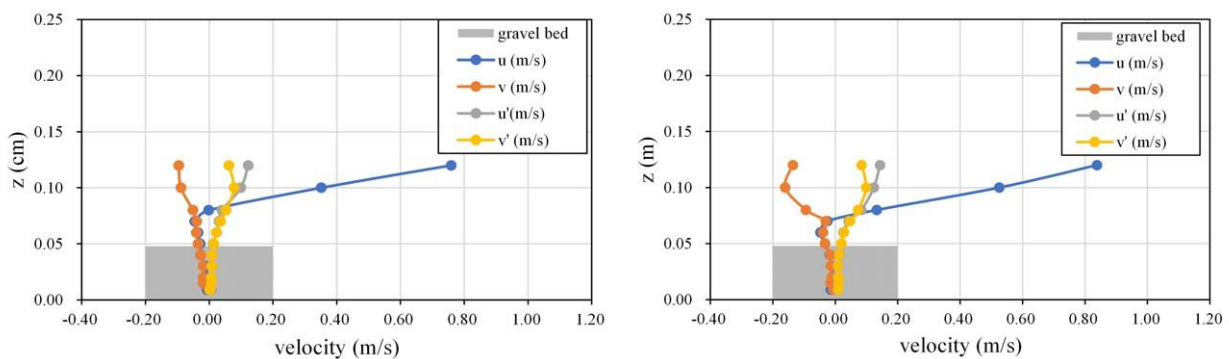 0.25
0.20
0.15
0.10
0.05
0.00
z (cm)
-0.40 -0.20 0.00 0.20 0.40 0.60 0.80 1.00 1.20
velocity (m/s)
gravel bed
u (m/s)
v (m/s)
u'(m/s)
v' (m/s)
0.25
0.20
0.15
0.10
0.05
0.00
z (m)
-0.40 -0.20 0.00 0.20 0.40 0.60 0.80 1.00 1.20
velocity (m/s)
gravel bed
u (m/s)
v (m/s)
u' (m/s)
v' (m/s)